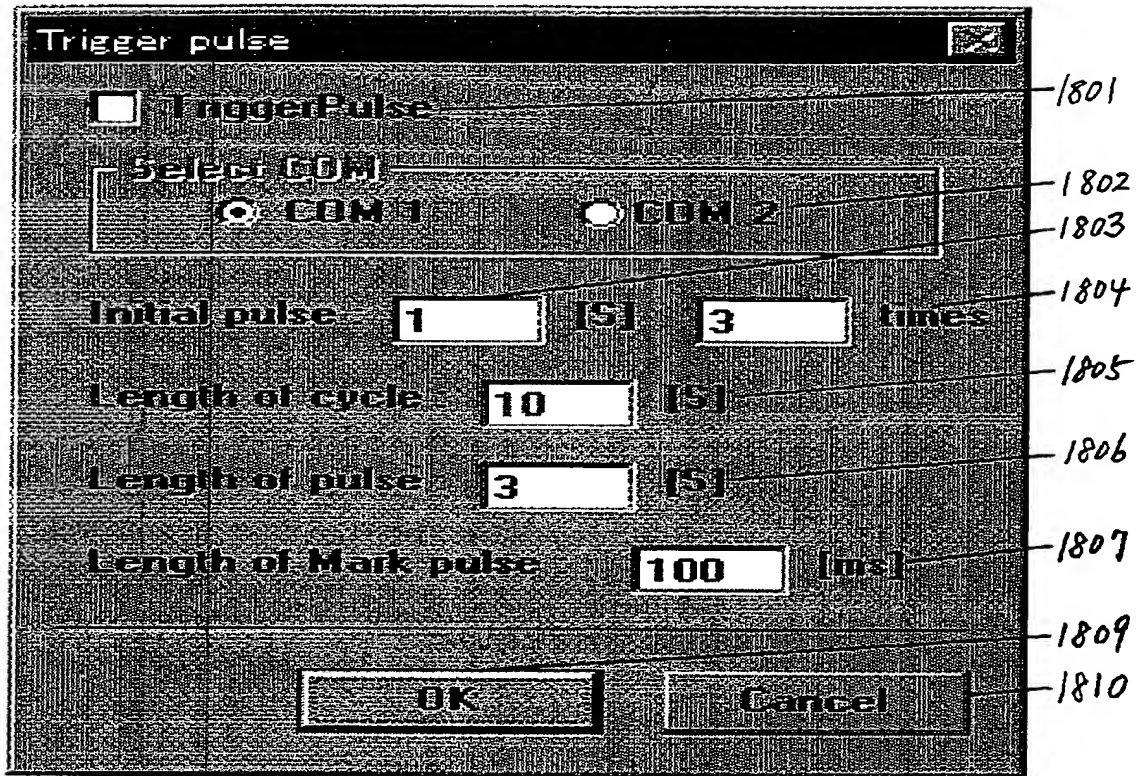 Trigger pulse
TriggerPulse
1801
Select COM
COM 1
COM 2
1802
1803
Initial pulse
1
[S]
3
times
1804
Length of cycle
10
[S]
1805
Length of pulse
3
[S]
1806
Length of Mark pulse
100
[ms]
1807
OK
1809
Cancel
1810